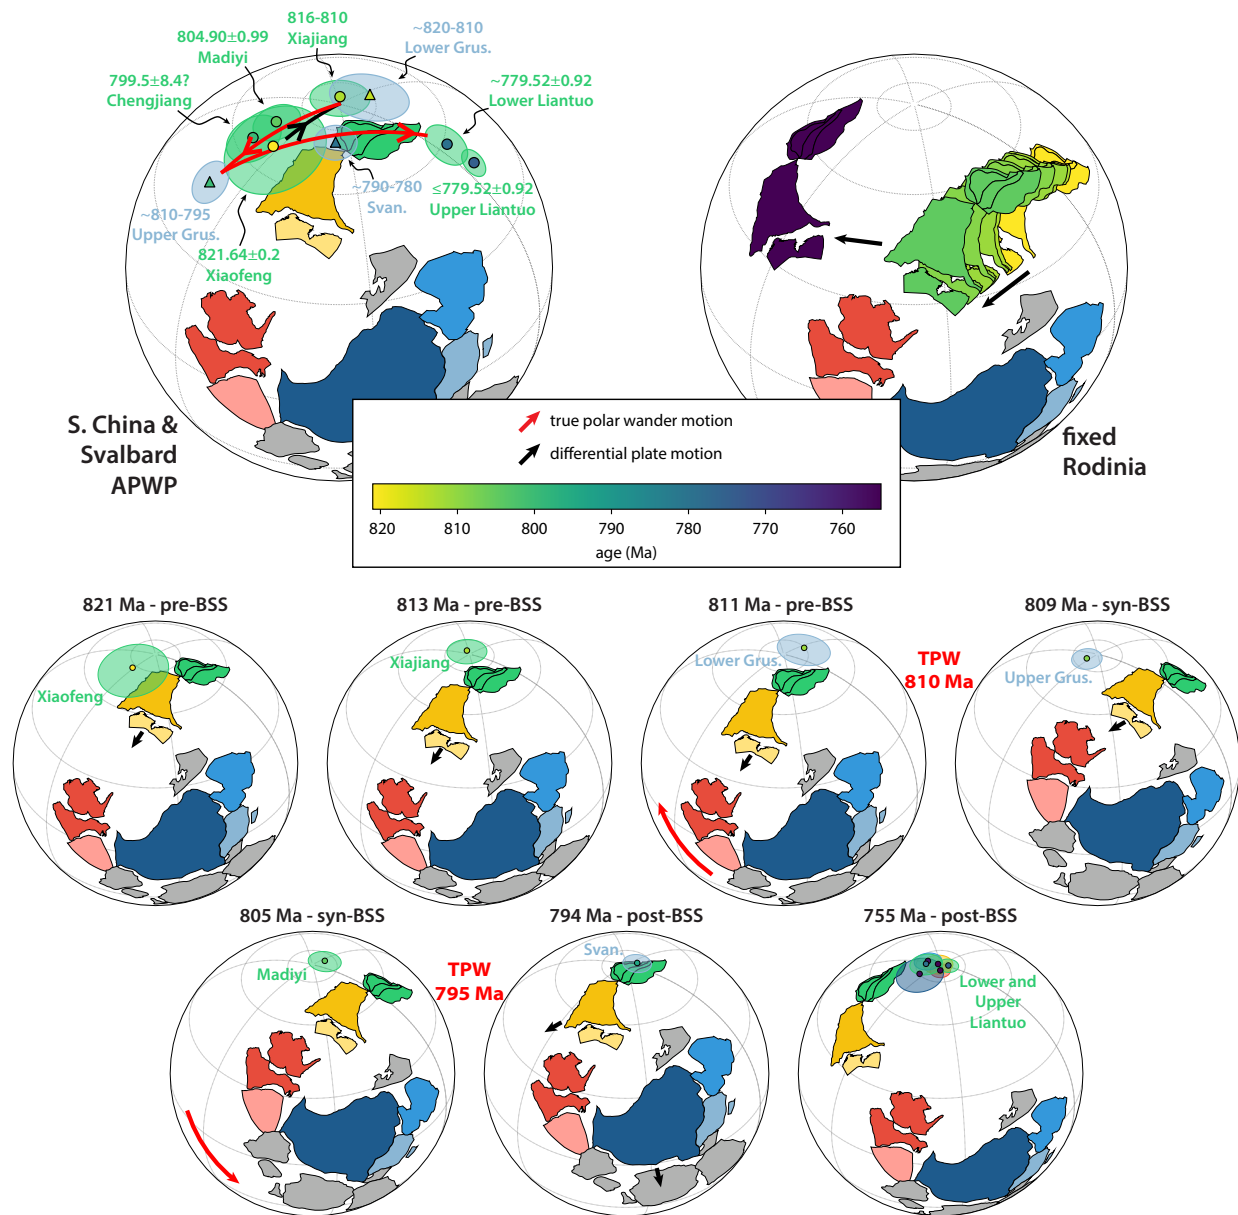 816-810
Xiajiang
~820-810
Lower Grus.
804.90±0.99
Madiyi
799.5±8.4?
Chengjiang
~779.52±0.92
Lower Liantuo
~790-780
Svan.
≤779.52±0.92
Upper Liantuo
~810-795
Upper Grus.
821.64±0.2
Xiaofeng
S. China &
Svalbard
APWP
fixed
Rodinia
true polar wander motion
differential plate motion
820
810
800
790
780
770
760
age (Ma)
821 Ma - pre-BSS
813 Ma - pre-BSS
811 Ma - pre-BSS
809 Ma - syn-BSS
Xiaofeng
Xiajiang
Lower Grus.
TPW
810 Ma
Upper Grus.
805 Ma - syn-BSS
794 Ma - post-BSS
755 Ma - post-BSS
Madiyi
TPW
795 Ma
Svan.
Lower and
Upper
Liantuo